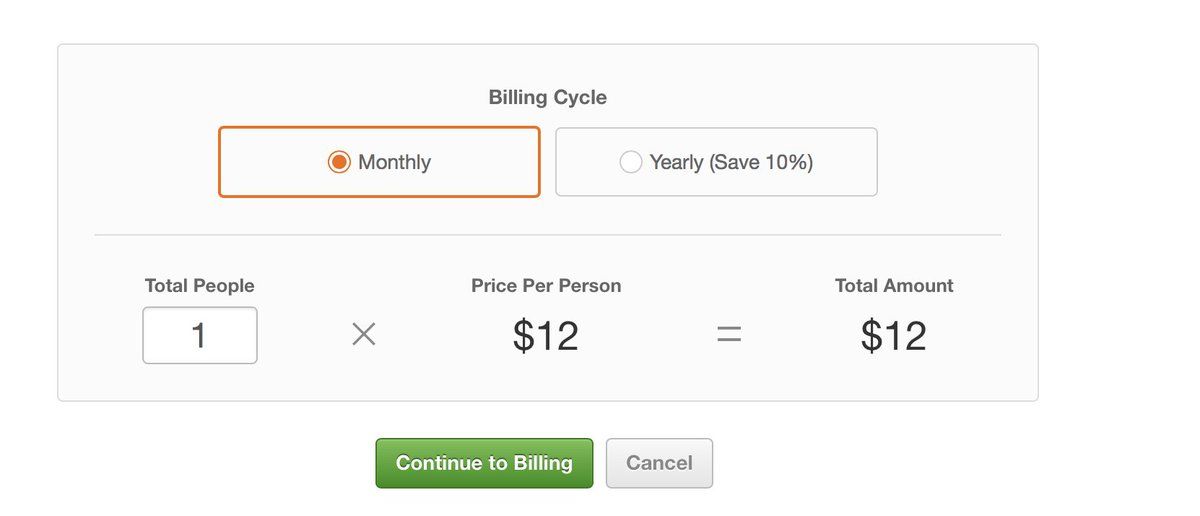 Billing Cycle
Monthly
Yearly (Save 10%)
Total People
Price Per Person
Total Amount
1
×
$12
=
$12
Continue to Billing
Cancel